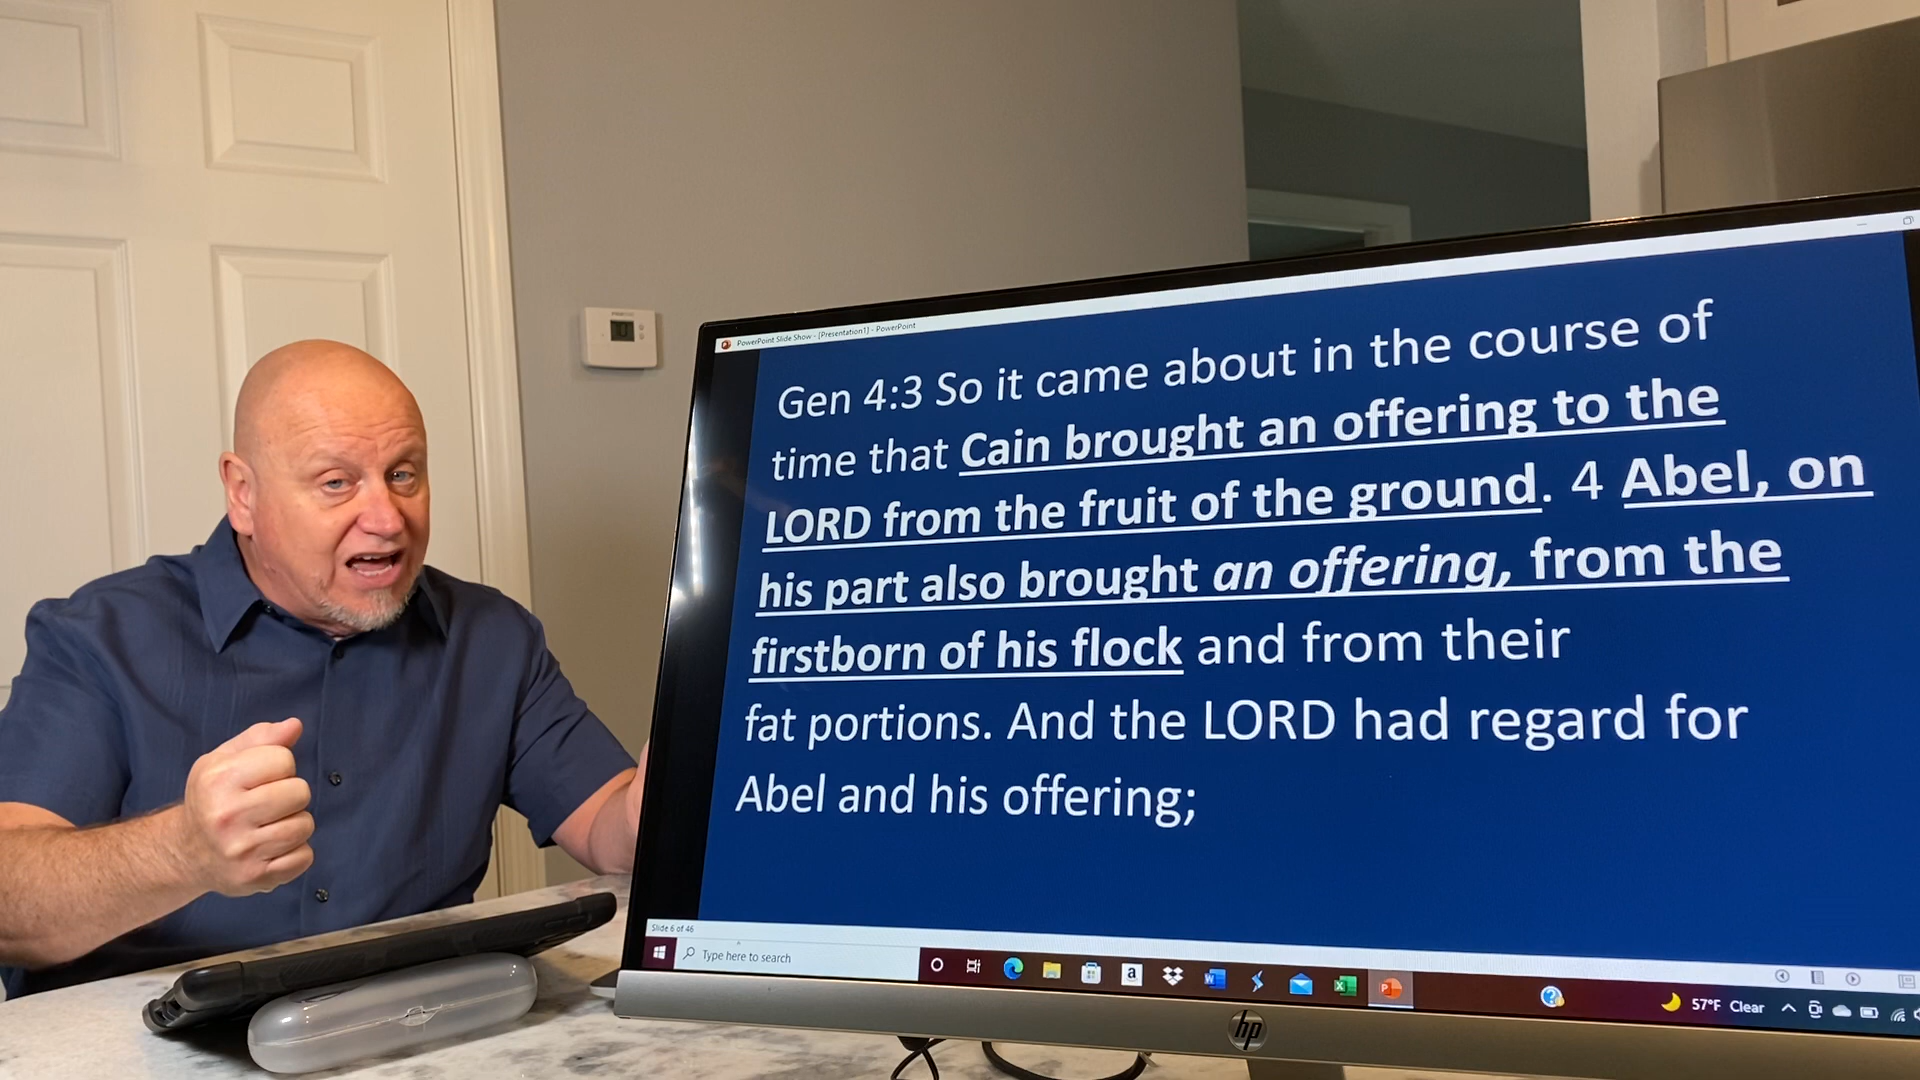 PowerPoint Slide Show - [Presentation1] - PowerPoint
Gen 4:3 So it came about in the course of
time that Cain brought an offering to the
LORD from the fruit of the ground. 4 Abel, on
his part also brought an offering, from the
firstborn of his flock and from their
fat portions. And the LORD had regard for
Abel and his offering;
Slide 6 of 46
Type here to search
57°F Clear
hp